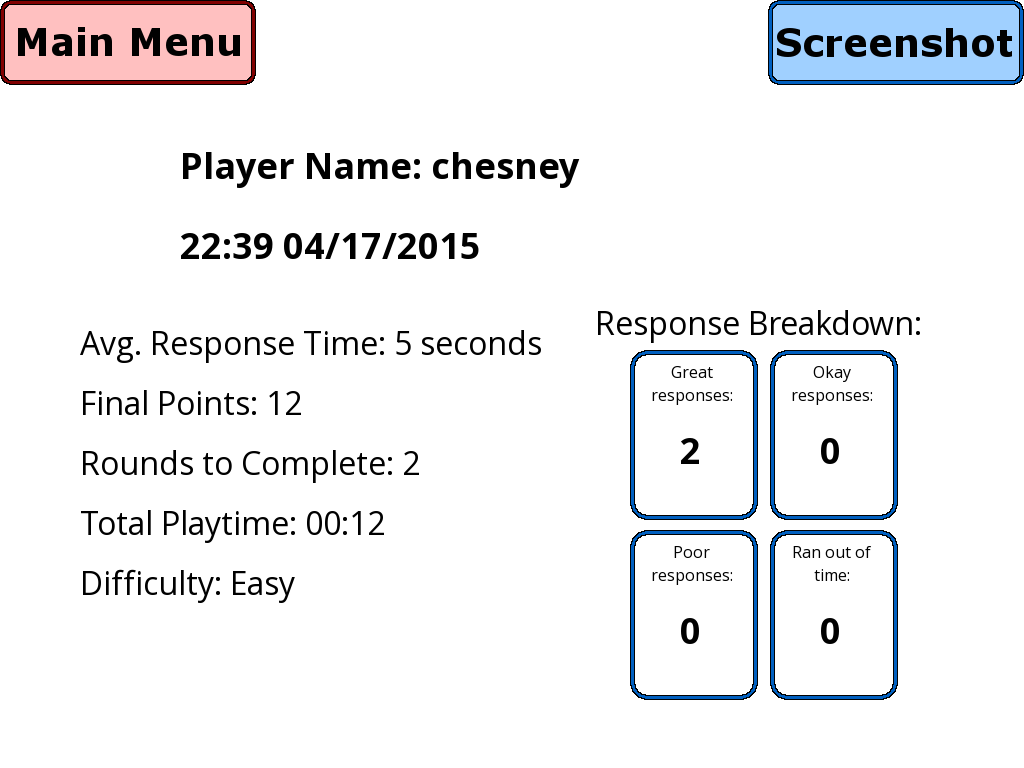 Main Menu
Screenshot
Player Name: chesney
22:39 04/17/2015
Avg. Response Time: 5 seconds
Final Points: 12
Rounds to Complete: 2
Total Playtime: 00:12
Difficulty: Easy
Response Breakdown:
Great
responses:
2
Okay
responses:
0
Poor
responses:
0
Ran out of
time:
0